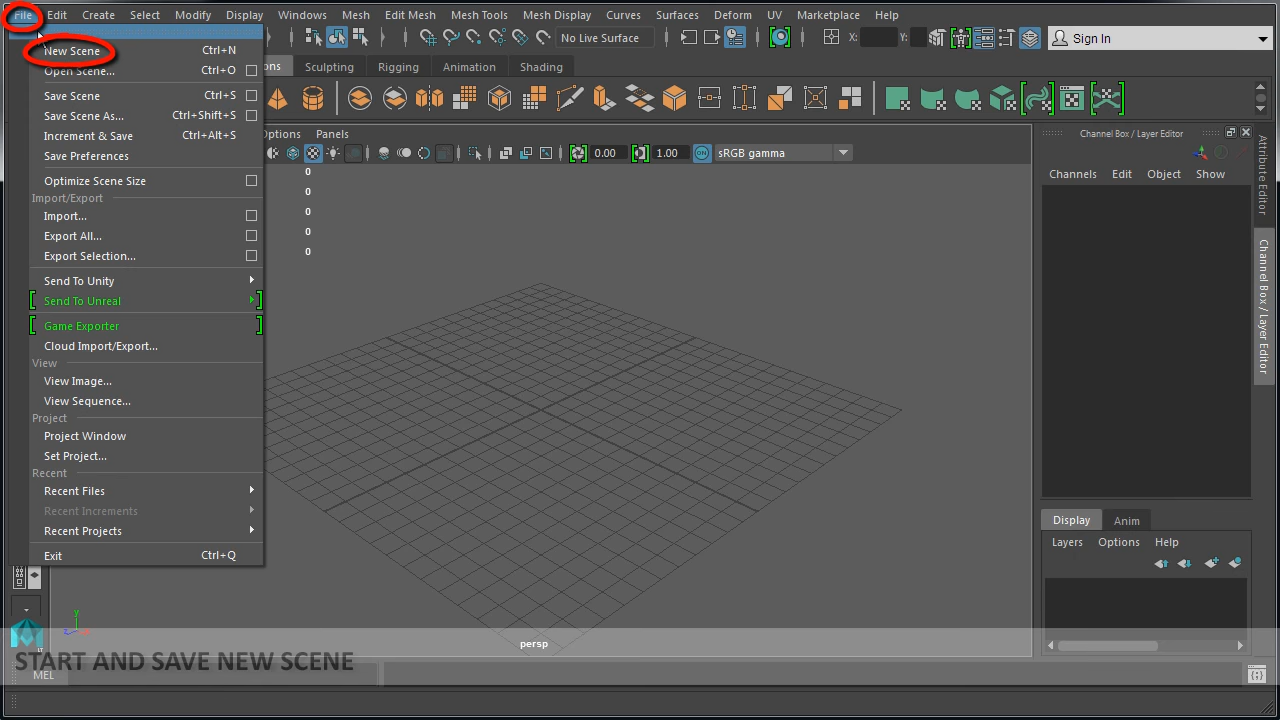 File Edit Create Select Modify Display Windows Mesh Edit Mesh Mesh Tools Mesh Display Curves Surfaces Deform UV Marketplace Help
No Live Surface X: Y: Sign In
Sculpting Rigging Animation Shading
New Scene Ctrl+N
Open Scene... Ctrl+O
Save Scene Ctrl+S
Save Scene As... Ctrl+Shift+S
Increment & Save Ctrl+Alt+S
Save Preferences
Optimize Scene Size
Import/Export
Import...
Export All...
Export Selection...
Send To Unity
Send To Unreal
Game Exporter
Cloud Import/Export...
View
View Image...
View Sequence...
Project
Project Window
Set Project...
Recent
Recent Files
Recent Increments
Recent Projects
Exit Ctrl+Q
Options Panels
0.00 1.00 ON sRGB gamma
0
0
0
0
0
persp
y
z
Channel Box / Layer Editor
Channels Edit Object Show
Attribute Editor
Channel Box / Layer Editor
Display Anim
Layers Options Help
LT
START AND SAVE NEW SCENE
MEL